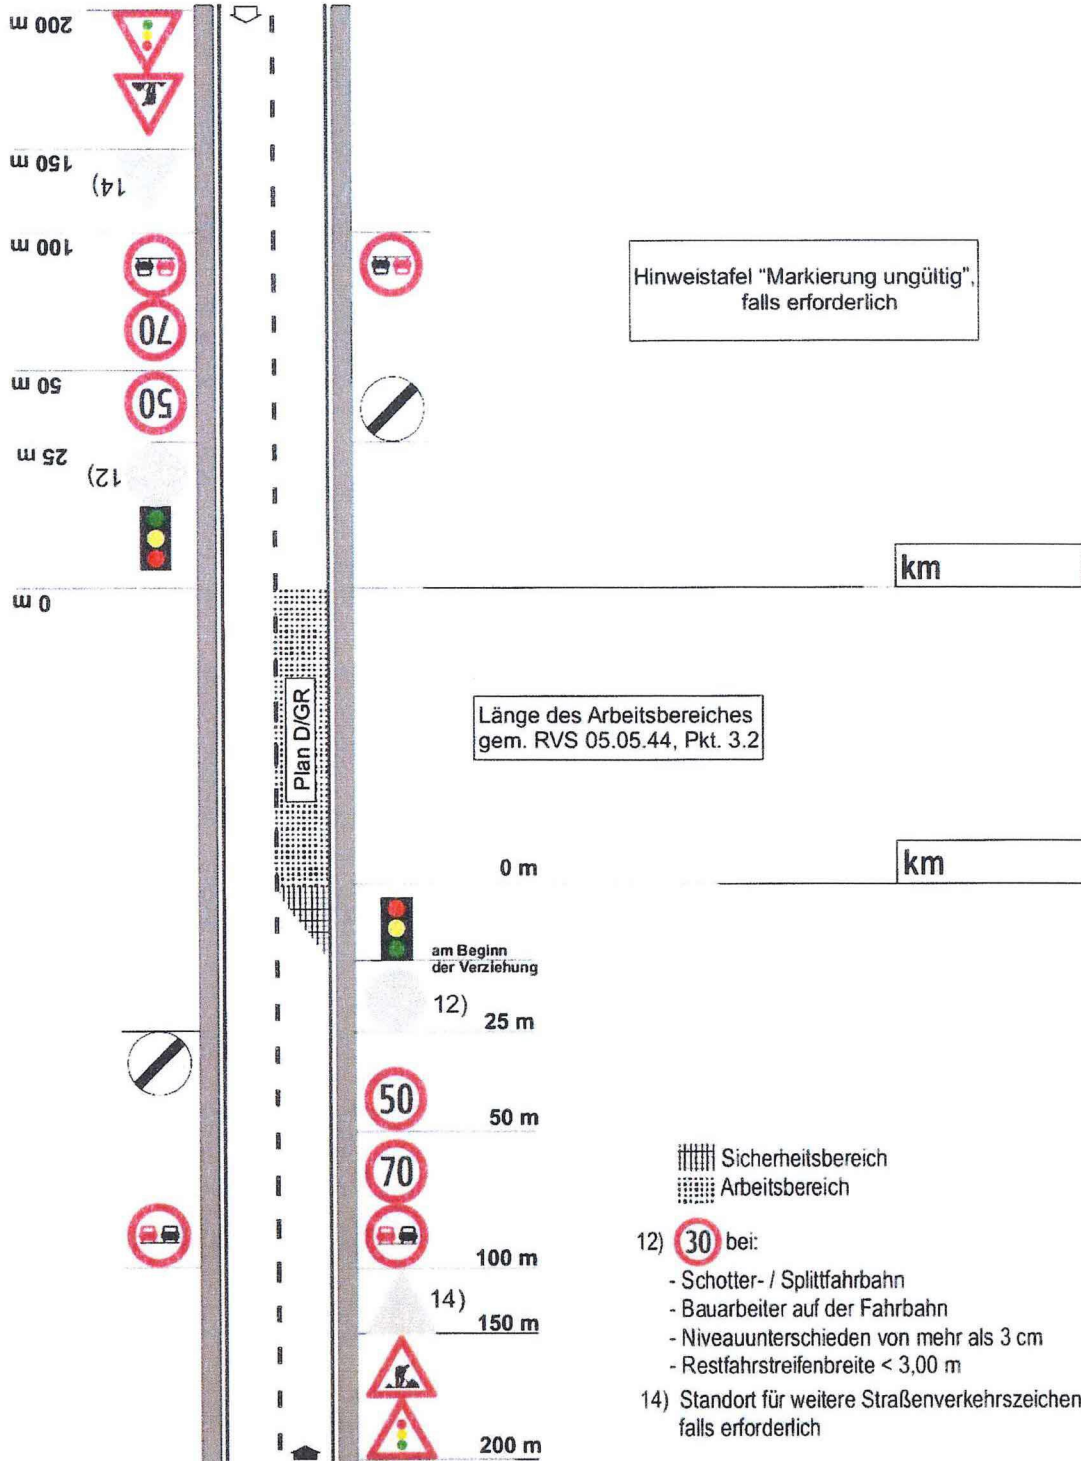 200 m
150 m
14)
100 m
70
50 m
50
25 m
12)
0 m
Hinweistafel "Markierung ungültig",
falls erforderlich
km
Plan D/GR
Länge des Arbeitsbereiches
gem. RVS 05.05.44, Pkt. 3.2
0 m
km
am Beginn
der Verziehung
12)
25 m
50
50 m
70
100 m
14)
150 m
200 m
Sicherheitsbereich
Arbeitsbereich
12) 30 bei:
- Schotter- / Splittfahrbahn
- Bauarbeiter auf der Fahrbahn
- Niveauunterschieden von mehr als 3 cm
- Restfahrstreifenbreite < 3,00 m
14) Standort für weitere Straßenverkehrszeichen
falls erforderlich